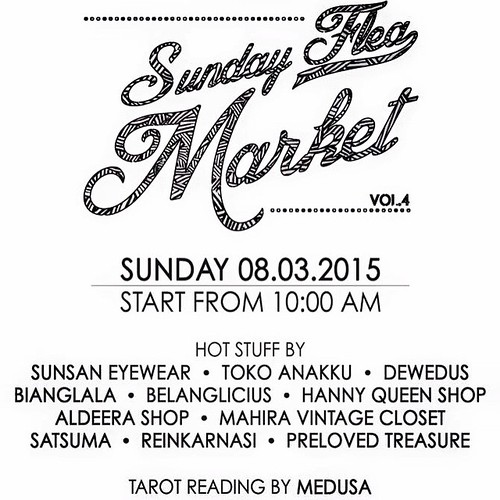 Sunday Flea
Market
VOL.4
SUNDAY 08.03.2015
START FROM 10:00 AM
HOT STUFF BY
SUNSAN EYEWEAR • TOKO ANAKKU • DEWEDUS
BIANGLALA • BELANGLICIUS • HANNY QUEEN SHOP
ALDEERA SHOP • MAHIRA VINTAGE CLOSET
SATSUMA • REINKARNASI • PRELOVED TREASURE
TAROT READING BY MEDUSA